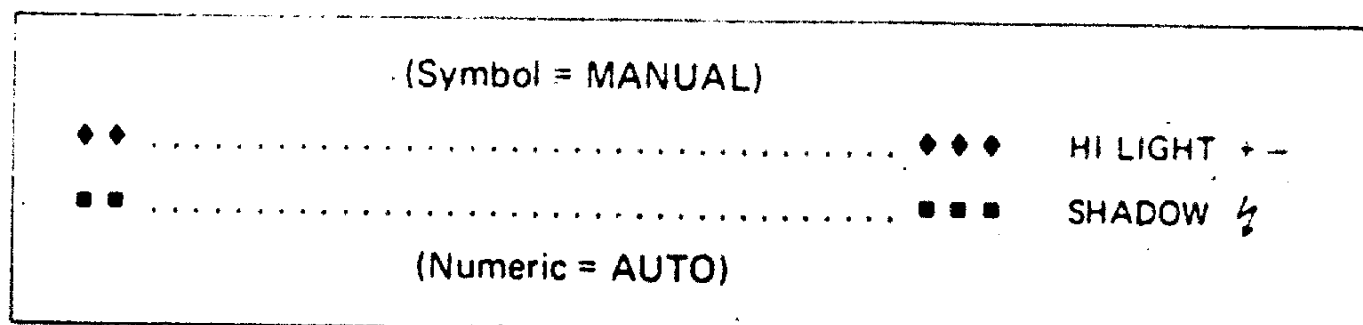 (Symbol = MANUAL)
♦ ♦ . . . . . . . . . . . . . . . . . . . . . . . . . . . . . . . . . . . . . . . ♦ ♦ ♦ HI LIGHT + −
■ ■ . . . . . . . . . . . . . . . . . . . . . . . . . . . . . . . . . . . . . . . ■ ■ ■ SHADOW ↯
(Numeric = AUTO)